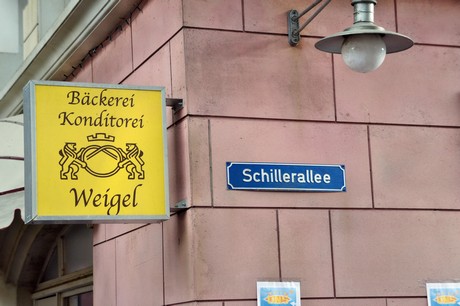 Bäckerei
Konditorei
Weigel
Schillerallee